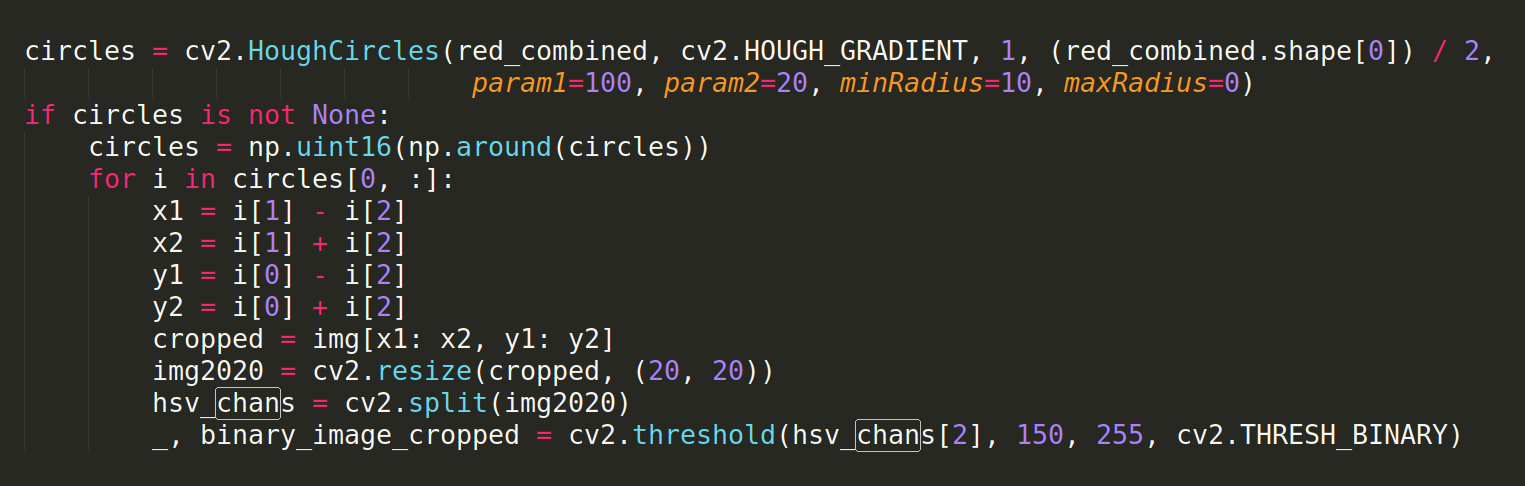 circles = cv2.HoughCircles(red_combined, cv2.HOUGH_GRADIENT, 1, (red_combined.shape[0]) / 2,
                            param1=100, param2=20, minRadius=10, maxRadius=0)
if circles is not None:
    circles = np.uint16(np.around(circles))
    for i in circles[0, :]:
        x1 = i[1] - i[2]
        x2 = i[1] + i[2]
        y1 = i[0] - i[2]
        y2 = i[0] + i[2]
        cropped = img[x1: x2, y1: y2]
        img2020 = cv2.resize(cropped, (20, 20))
        hsv_chans = cv2.split(img2020)
        _, binary_image_cropped = cv2.threshold(hsv_chans[2], 150, 255, cv2.THRESH_BINARY)